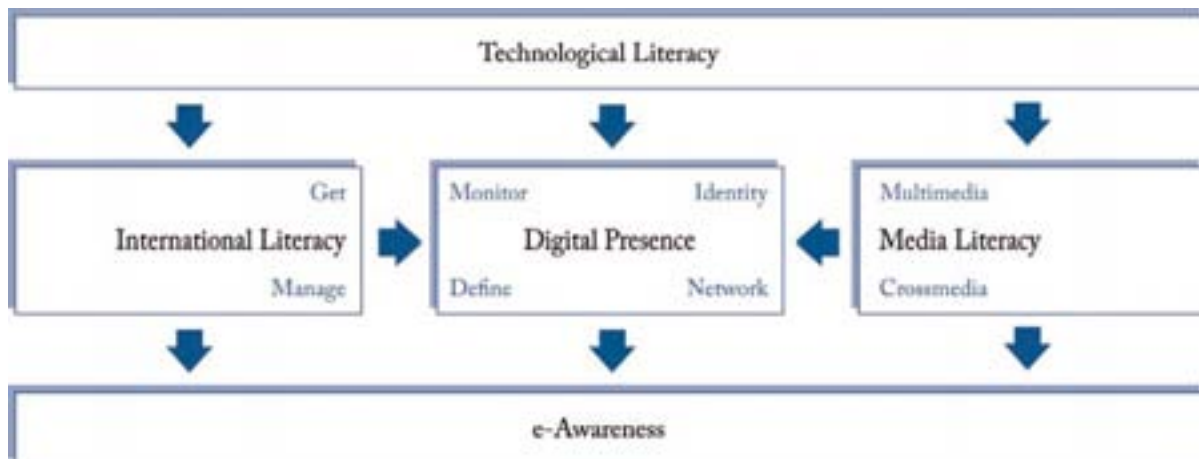 Technological Literacy
Get
International Literacy
Manage
Monitor Identity
Digital Presence
Define Network
Multimedia
Media Literacy
Crossmedia
e-Awareness